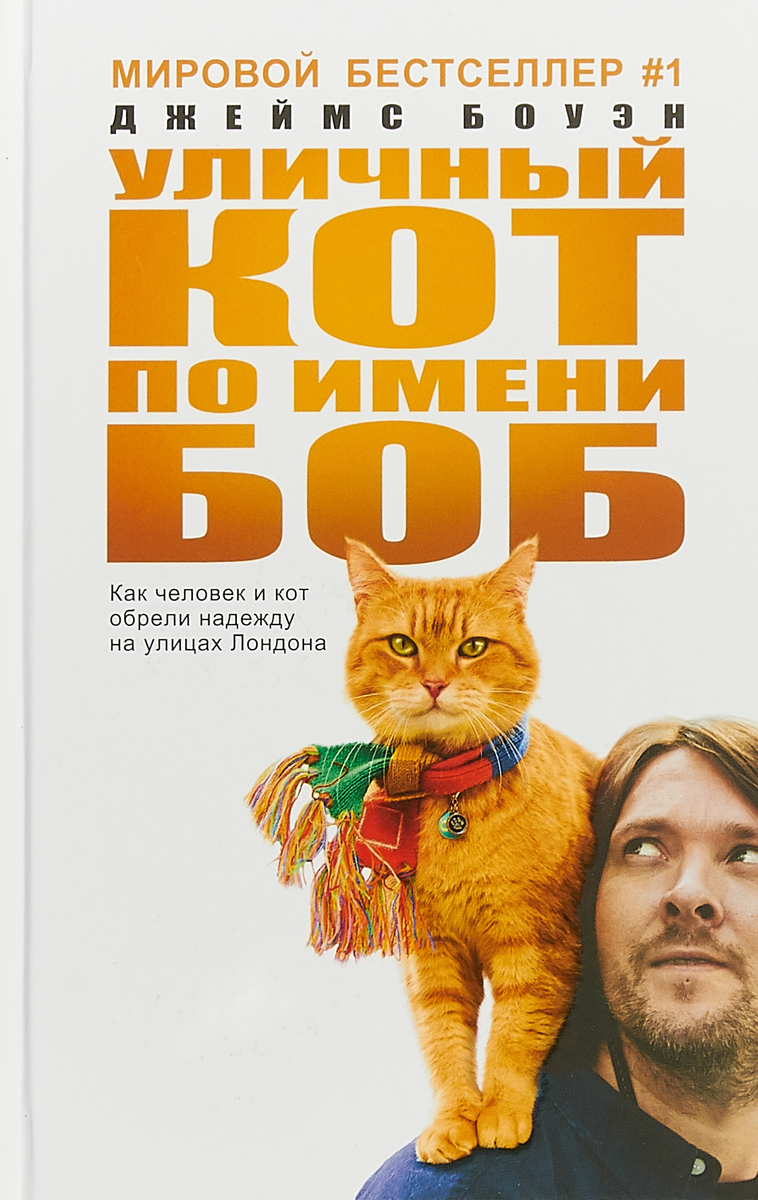 МИРОВОЙ БЕСТСЕЛЛЕР #1
ДЖЕЙМС БОУЭН
УЛИЧНЫЙ
КОТ
ПО ИМЕНИ
БОБ
Как человек и кот
обрели надежду
на улицах Лондона